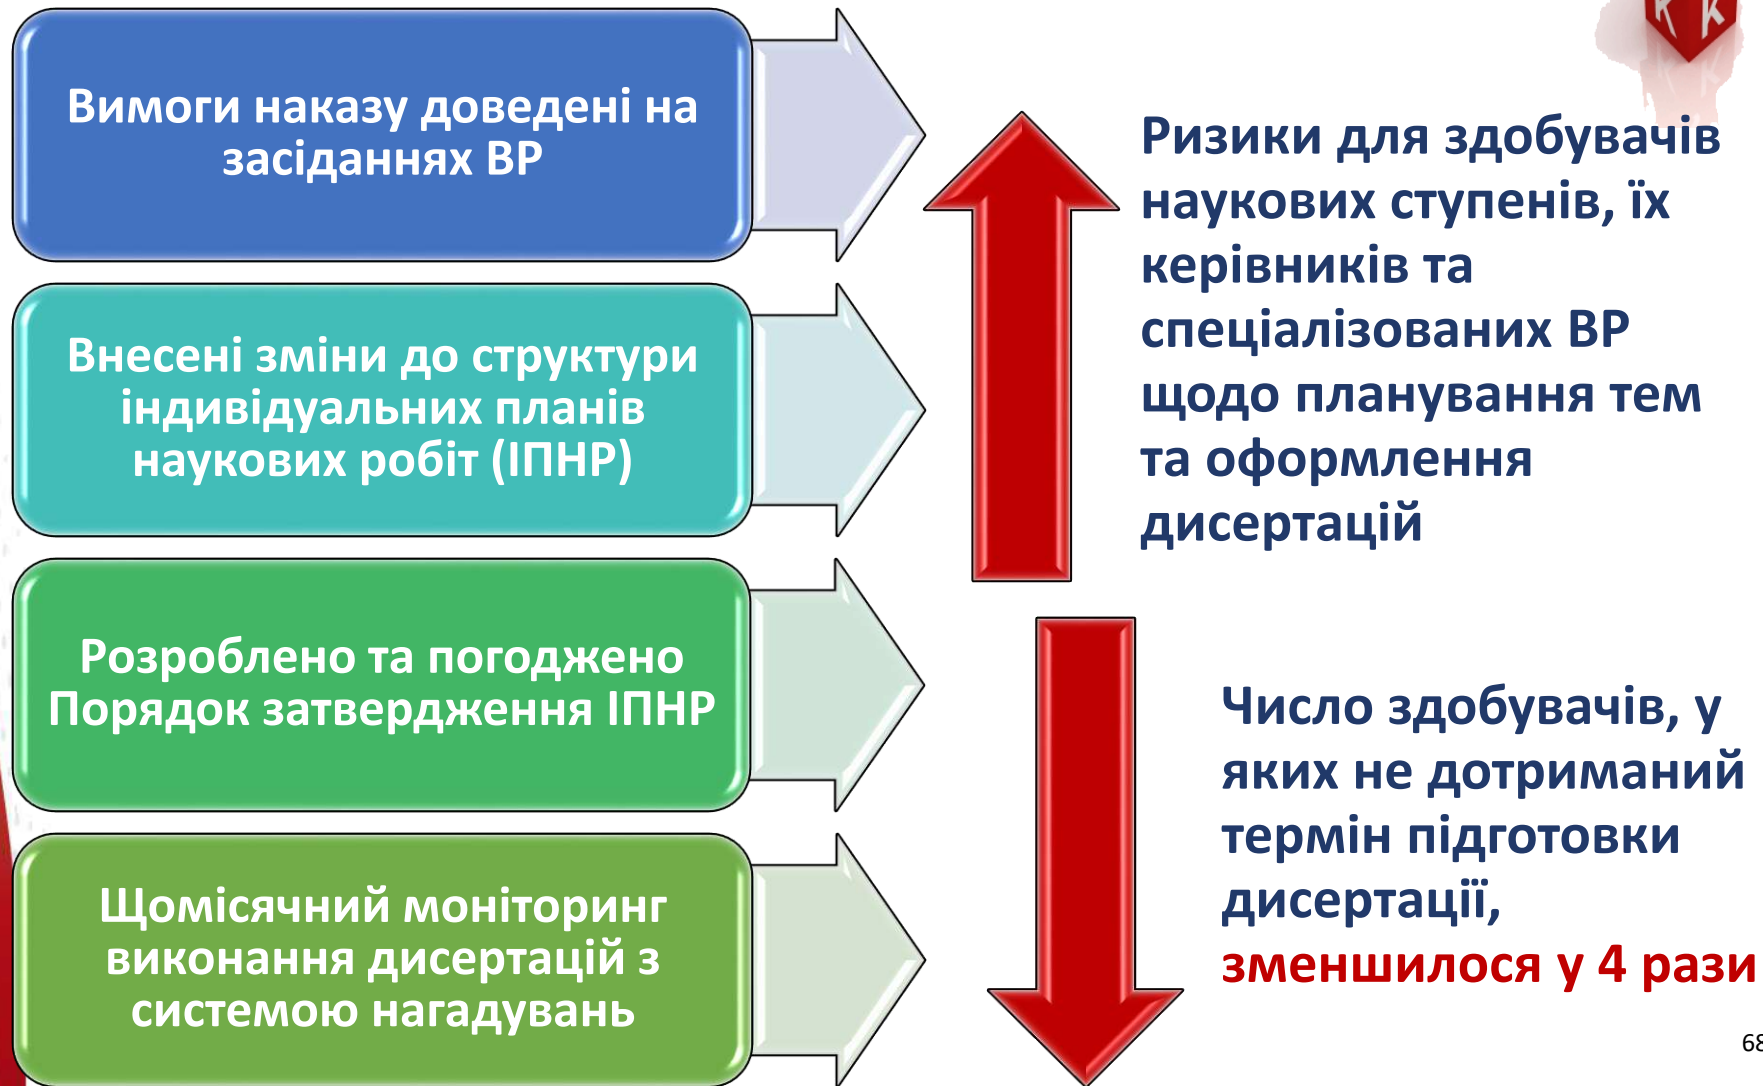 Вимоги наказу доведені на
засіданнях ВР
Внесені зміни до структури
індивідуальних планів
наукових робіт (ІПНР)
Розроблено та погоджено
Порядок затвердження ІПНР
Щомісячний моніторинг
виконання дисертацій з
системою нагадувань
К К
Ризики для здобувачів
наукових ступенів, їх
керівників та
спеціалізованих ВР
щодо планування тем
та оформлення
дисертацій
Число здобувачів, у
яких не дотриманий
термін підготовки
дисертації,
зменшилося у 4 рази
68